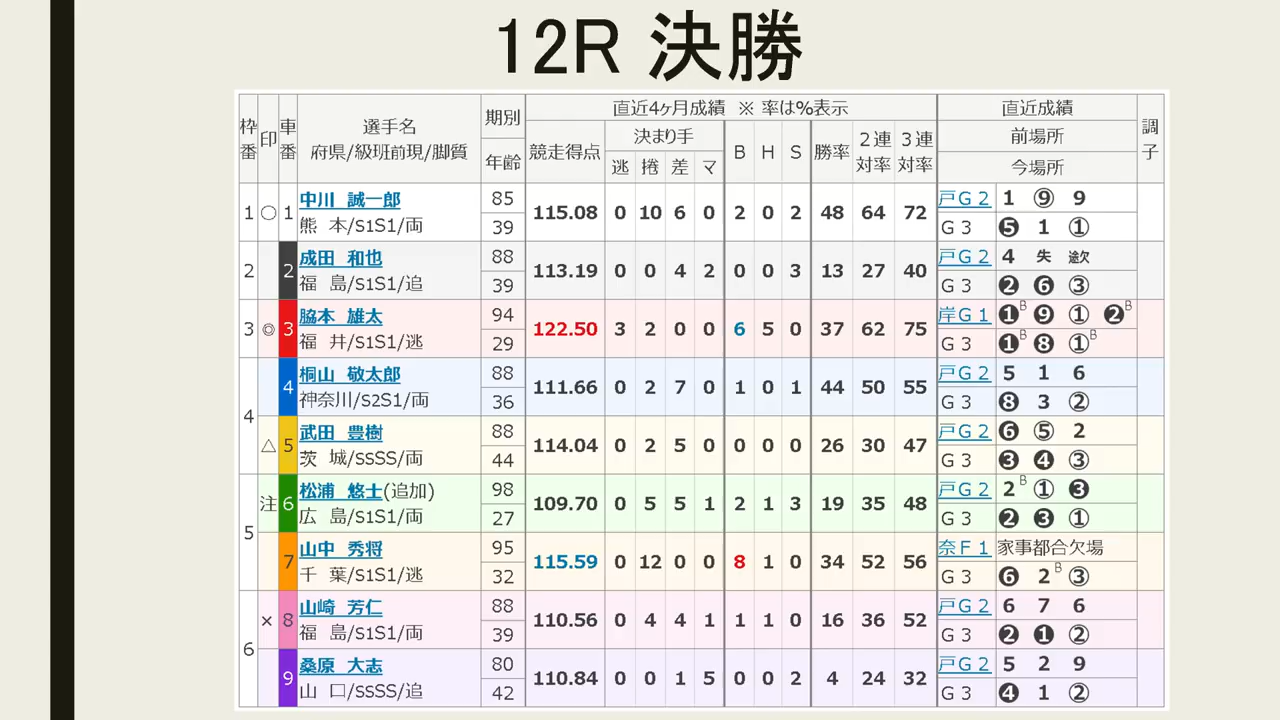 12R 決勝
枠番 印 車番 選手名 府県/級班前現/脚質 期別 年齢 直近4ヶ月成績 ※ 率は%表示 直近成績 調子
競走得点 決まり手 B H S 勝率 2連対率 3連対率 前場所
逃 捲 差 マ 今場所
1 ○ 1 中川 誠一郎 85 115.08 0 10 6 0 2 0 2 48 64 72 戸G2 1 ⑨ 9
熊 本/S1S1/両 39 G3 ❺ 1 ①
2 2 成田 和也 88 113.19 0 0 4 2 0 0 3 13 27 40 戸G2 4 失 途欠
福 島/S1S1/追 39 G3 ❷ ❻ ③
3 ◎ 3 脇本 雄太 94 122.50 3 2 0 0 6 5 0 37 62 75 岸G1 ❶B ❾ ① ❷B
福 井/S1S1/逃 29 G3 ❶B ❽ ①B
4 4 桐山 敬太郎 88 111.66 0 2 7 0 1 0 1 44 50 55 戸G2 5 1 6
神奈川/S2S1/両 36 G3 ❽ 3 ②
△ 5 武田 豊樹 88 114.04 0 2 5 0 0 0 0 26 30 47 戸G2 ❻ ⑤ 2
茨 城/SSSS/両 44 G3 ❸ ❹ ③
5 注 6 松浦 悠士(追加) 98 109.70 0 5 5 1 2 1 3 19 35 48 戸G2 2B ① ❸
広 島/S1S1/両 27 G3 ❷ ❸ ①
7 山中 秀将 95 115.59 0 12 0 0 8 1 0 34 52 56 奈F1 家事都合欠場
千 葉/S1S1/逃 32 G3 ❻ 2B ③
6 × 8 山崎 芳仁 88 110.56 0 4 4 1 1 1 0 16 36 52 戸G2 6 7 6
福 島/S1S1/両 39 G3 ❷ ❶ ②
9 桑原 大志 80 110.84 0 0 1 5 0 0 2 4 24 32 戸G2 5 2 9
山 口/SSSS/追 42 G3 ❹ 1 ②